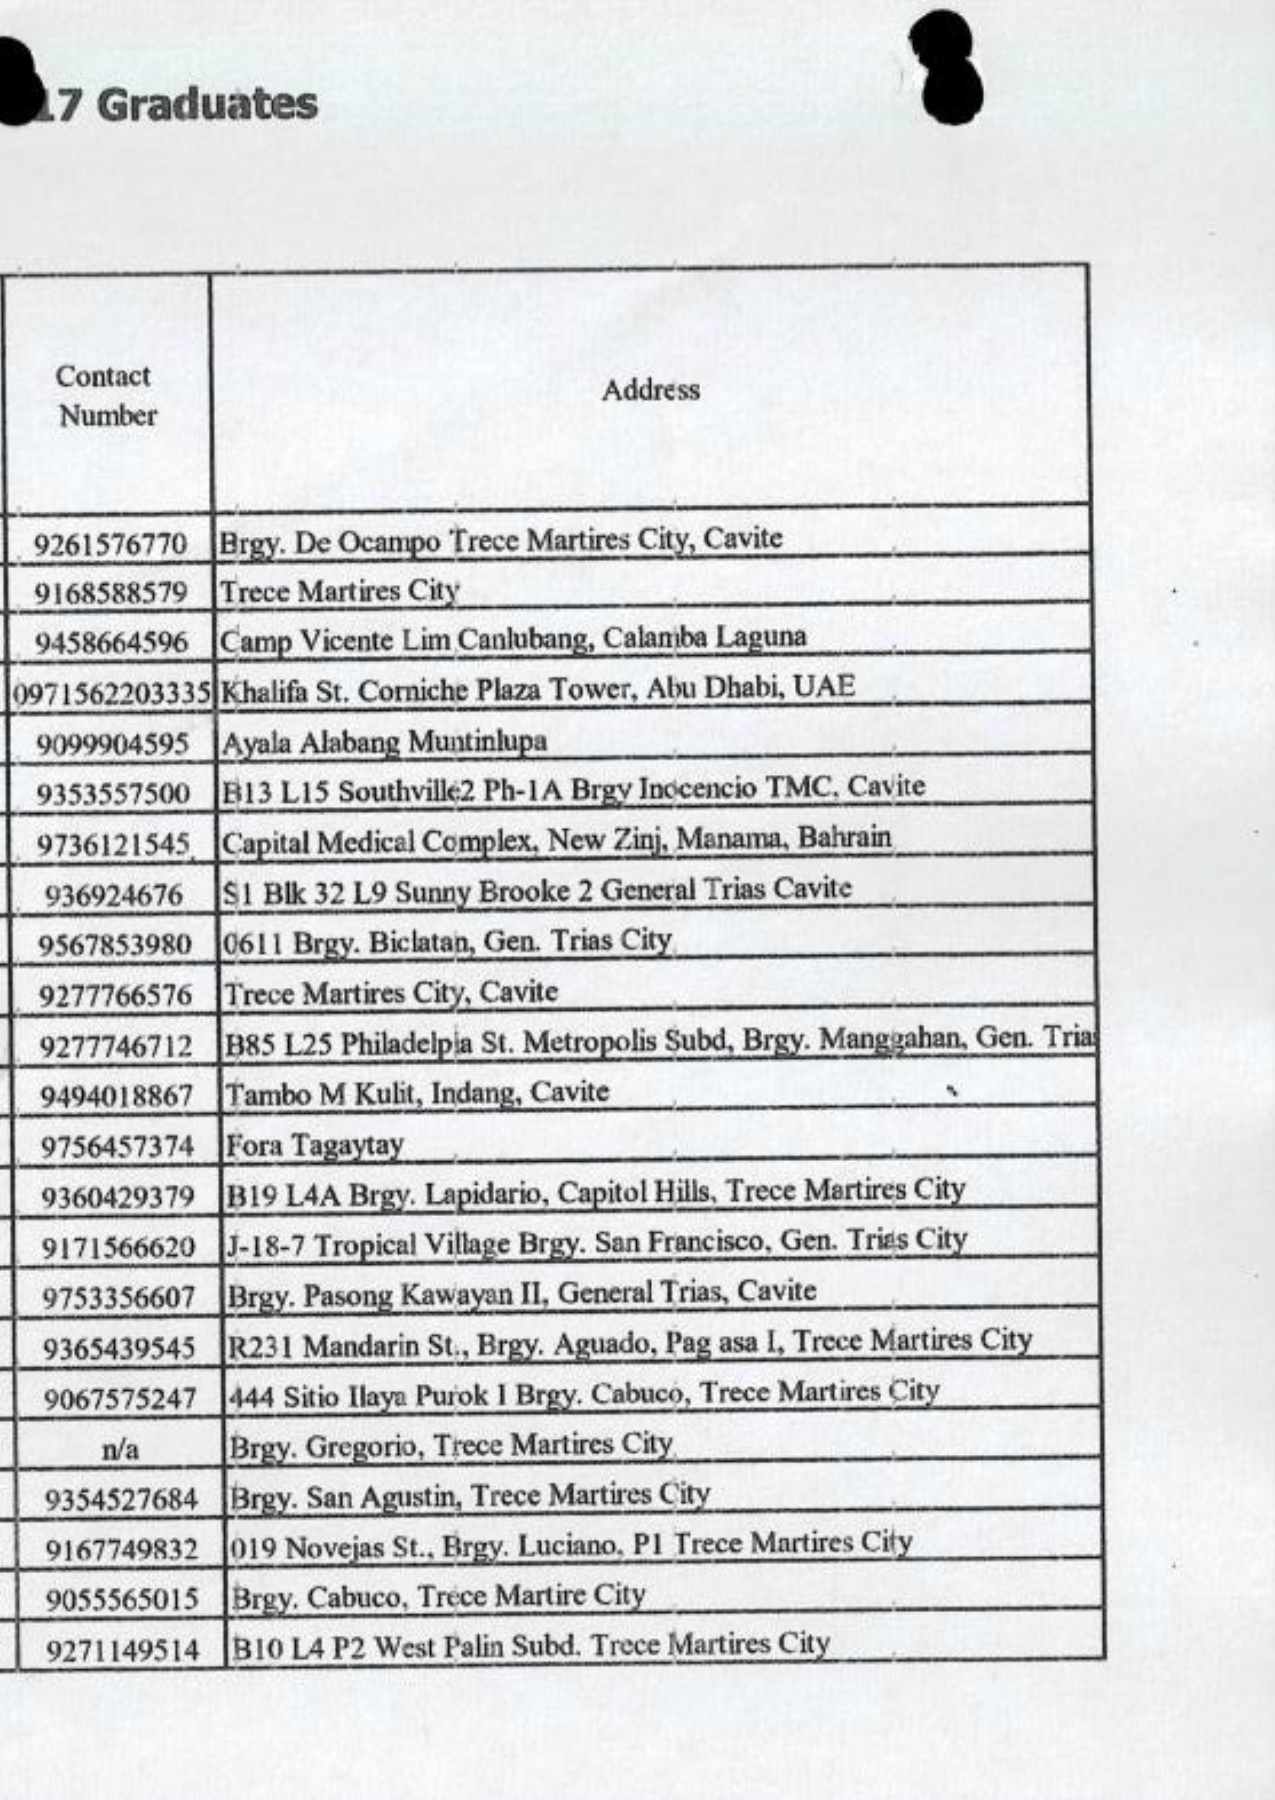 17 Graduates
Contact
Number
Address
9261576770 Brgy. De Ocampo Trece Martires City, Cavite
9168588579 Trece Martires City
9458664596 Camp Vicente Lim Canlubang, Calamba Laguna
0971562203335 Khalifa St. Corniche Plaza Tower, Abu Dhabi, UAE
9099904595 Ayala Alabang Muntinlupa
9353557500 B13 L15 Southville2 Ph-1A Brgy Inocencio TMC, Cavite
9736121545 Capital Medical Complex, New Zinj, Manama, Bahrain
936924676 S1 Blk 32 L9 Sunny Brooke 2 General Trias Cavite
9567853980 0611 Brgy. Biclatan, Gen. Trias City
9277766576 Trece Martires City, Cavite
9277746712 B85 L25 Philadelpia St. Metropolis Subd, Brgy. Manggahan, Gen. Trias
9494018867 Tambo M Kulit, Indang, Cavite
9756457374 Fora Tagaytay
9360429379 B19 L4A Brgy. Lapidario, Capitol Hills, Trece Martires City
9171566620 J-18-7 Tropical Village Brgy. San Francisco, Gen. Trias City
9753356607 Brgy. Pasong Kawayan II, General Trias, Cavite
9365439545 R231 Mandarin St., Brgy. Aguado, Pag asa I, Trece Martires City
9067575247 444 Sitio Ilaya Purok 1 Brgy. Cabuco, Trece Martires City
n/a Brgy. Gregorio, Trece Martires City
9354527684 Brgy. San Agustin, Trece Martires City
9167749832 019 Novejas St., Brgy. Luciano, P1 Trece Martires City
9055565015 Brgy. Cabuco, Trece Martire City
9271149514 B10 L4 P2 West Palin Subd. Trece Martires City